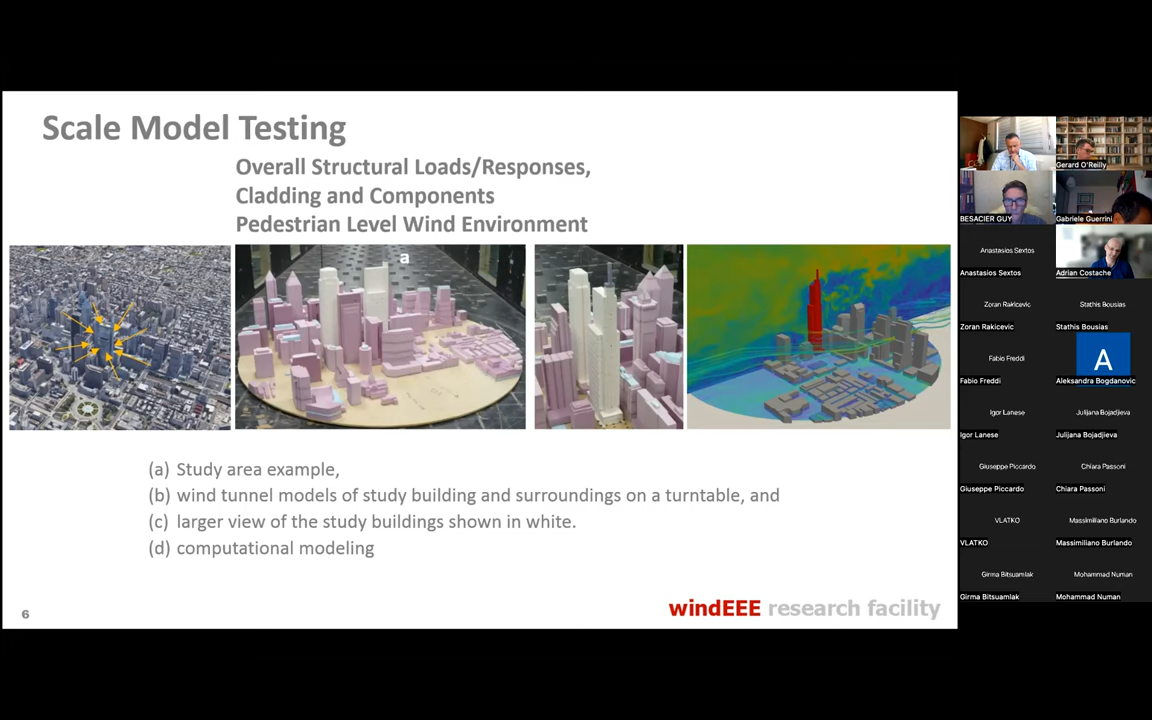 Scale Model Testing
Overall Structural Loads/Responses,
Cladding and Components
Pedestrian Level Wind Environment
a
(a) Study area example,
(b) wind tunnel models of study building and surroundings on a turntable, and
(c) larger view of the study buildings shown in white.
(d) computational modeling
6
windEEE research facility
Gerard O'Reilly
BESACIER GUY
Gabriele Guerrini
Anastasios Sextos
Anastasios Sextos
Adrian Costache
Zoran Rakicevic
Stathis Bousias
Zoran Rakicevic
Stathis Bousias
Fabio Freddi
A
Fabio Freddi
Aleksandra Bogdanovic
Igor Lanese
Julijana Bojadjieva
Igor Lanese
Julijana Bojadjieva
Giuseppe Piccardo
Chiara Passoni
Giuseppe Piccardo
Chiara Passoni
VLATKO
Massimiliano Burlando
VLATKO
Massimiliano Burlando
Girma Bitsuamlak
Mohammad Numan
Girma Bitsuamlak
Mohammad Numan